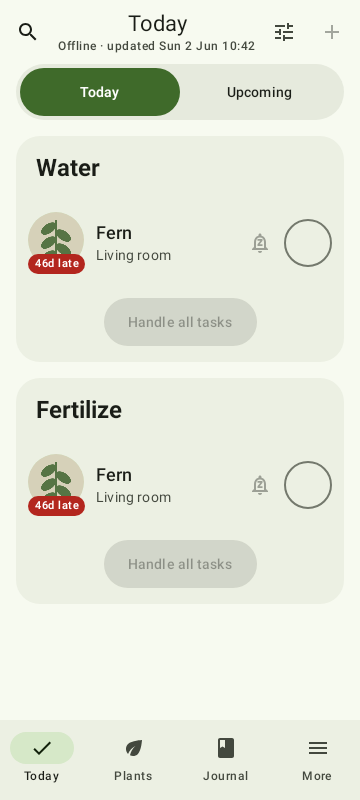 Today
Offline · updated Sun 2 Jun 10:42
Today
Upcoming
Water
Fern
Living room
46d late
Handle all tasks
Fertilize
Fern
Living room
46d late
Handle all tasks
Today
Plants
Journal
More